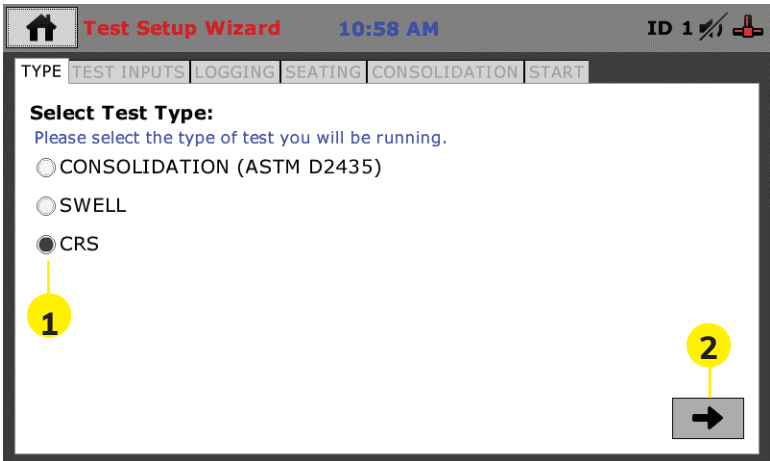 Test Setup Wizard 10:58 AM ID 1
TYPE TEST INPUTS LOGGING SEATING CONSOLIDATION START
Select Test Type:
Please select the type of test you will be running.
CONSOLIDATION (ASTM D2435)
SWELL
CRS
1
2